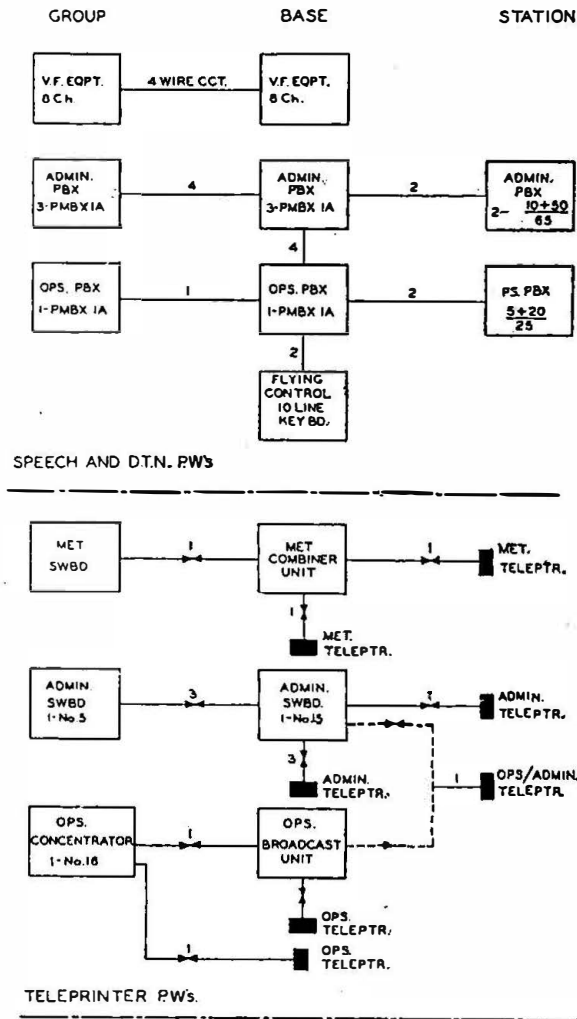 GROUP
BASE
STATION
V.F. EQPT.
8 Ch
4 WIRE CCT.
V.F. EQPT.
8 Ch.
ADMIN.
PBX
3-PMBX 1A
4
ADMIN.
PBX
3-PMBX 1A
2
ADMIN.
PBX
2- 10+50
65
4
OPS. PBX
1-PMBX 1A
1
OPS. PBX
1-PMBX 1A
2
PS. PBX
5+20
25
2
FLYING
CONTROL
10 LINE
KEY BD.
SPEECH AND D.T.N. P.W's
MET
SWBD
1
MET
COMBINER
UNIT
1
MET.
TELEPTR.
1
MET.
TELEPTR.
ADMIN.
SWBD
1-No.5
3
ADMIN.
SWBD.
1-No.15
ADMIN.
TELEPTR.
3
ADMIN.
TELEPTR.
1
OPS/ADMIN.
TELEPTR.
OPS.
CONCENTRATOR
1-No.16
1
OPS.
BROADCAST
UNIT
OPS.
TELEPTR.
1
OPS.
TELEPTR.
TELEPRINTER P.W's.